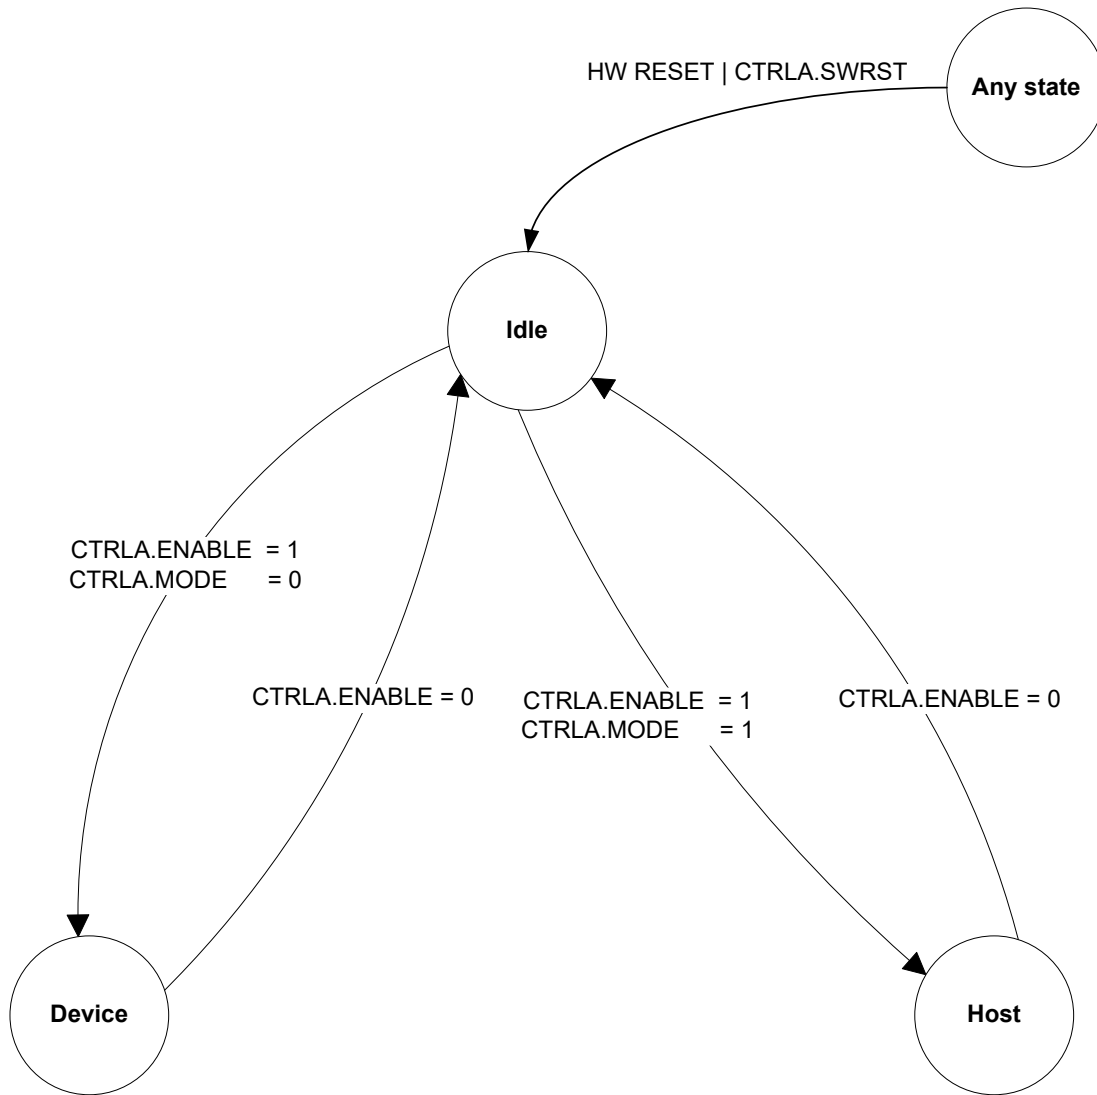 HW RESET | CTRLA.SWRST
Any state
Idle
CTRLA.ENABLE = 1
CTRLA.MODE = 0
CTRLA.ENABLE = 0
CTRLA.ENABLE = 1
CTRLA.MODE = 1
CTRLA.ENABLE = 0
Device
Host